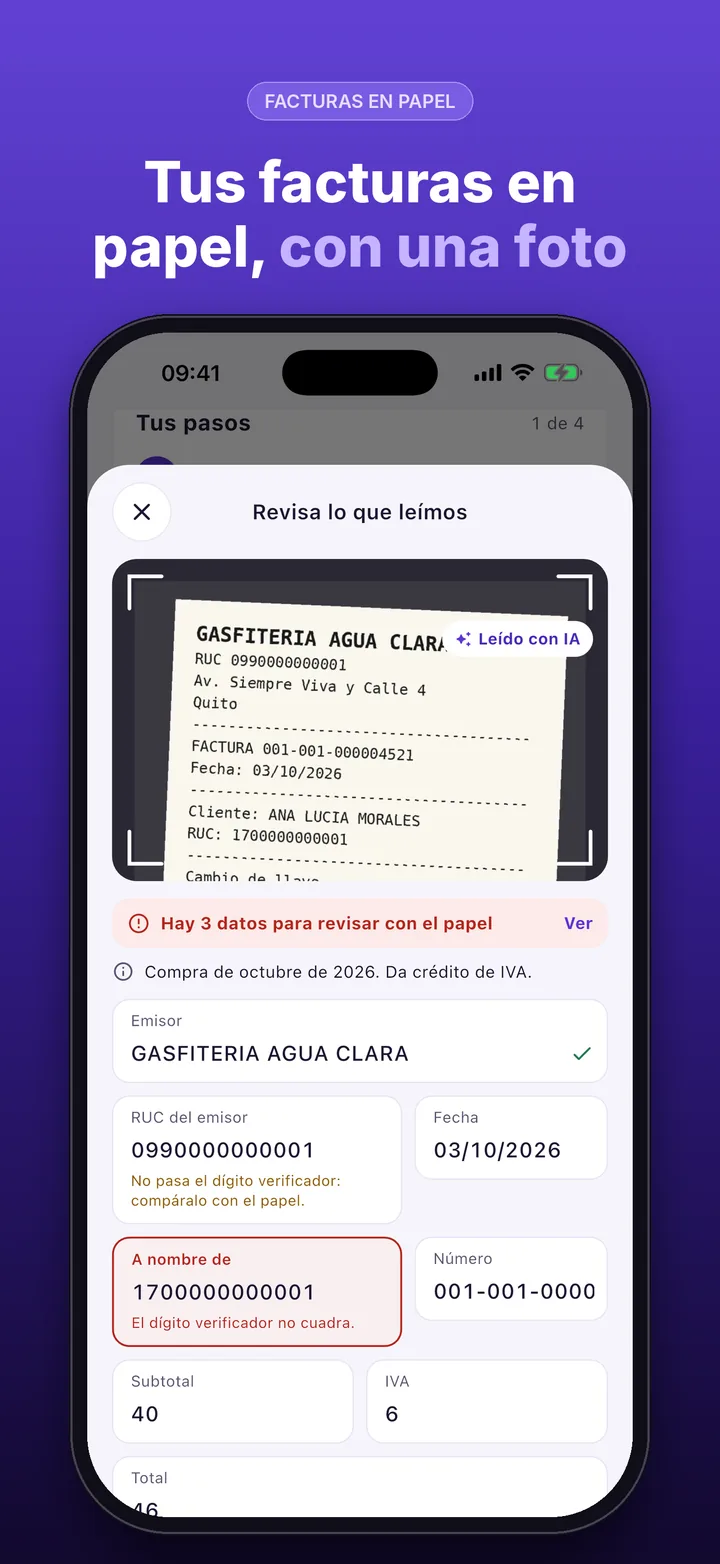 FACTURAS EN PAPEL
Tus facturas en
papel, con una foto
09:41
Tus pasos
1 de 4
Revisa lo que leímos
GASFITERIA AGUA CLARA
Leído con IA
RUC 0990000000001
Av. Siempre Viva y Calle 4
Quito
------------------------------------
FACTURA 001-001-000004521
Fecha: 03/10/2026
------------------------------------
Cliente: ANA LUCIA MORALES
RUC: 1700000000001
------------------------------------
Cambio de llave
Hay 3 datos para revisar con el papel
Ver
Compra de octubre de 2026. Da crédito de IVA.
Emisor
GASFITERIA AGUA CLARA
RUC del emisor
0990000000001
No pasa el dígito verificador:
compáralo con el papel.
Fecha
03/10/2026
A nombre de
1700000000001
El dígito verificador no cuadra.
Número
001-001-0000
Subtotal
40
IVA
6
Total
46